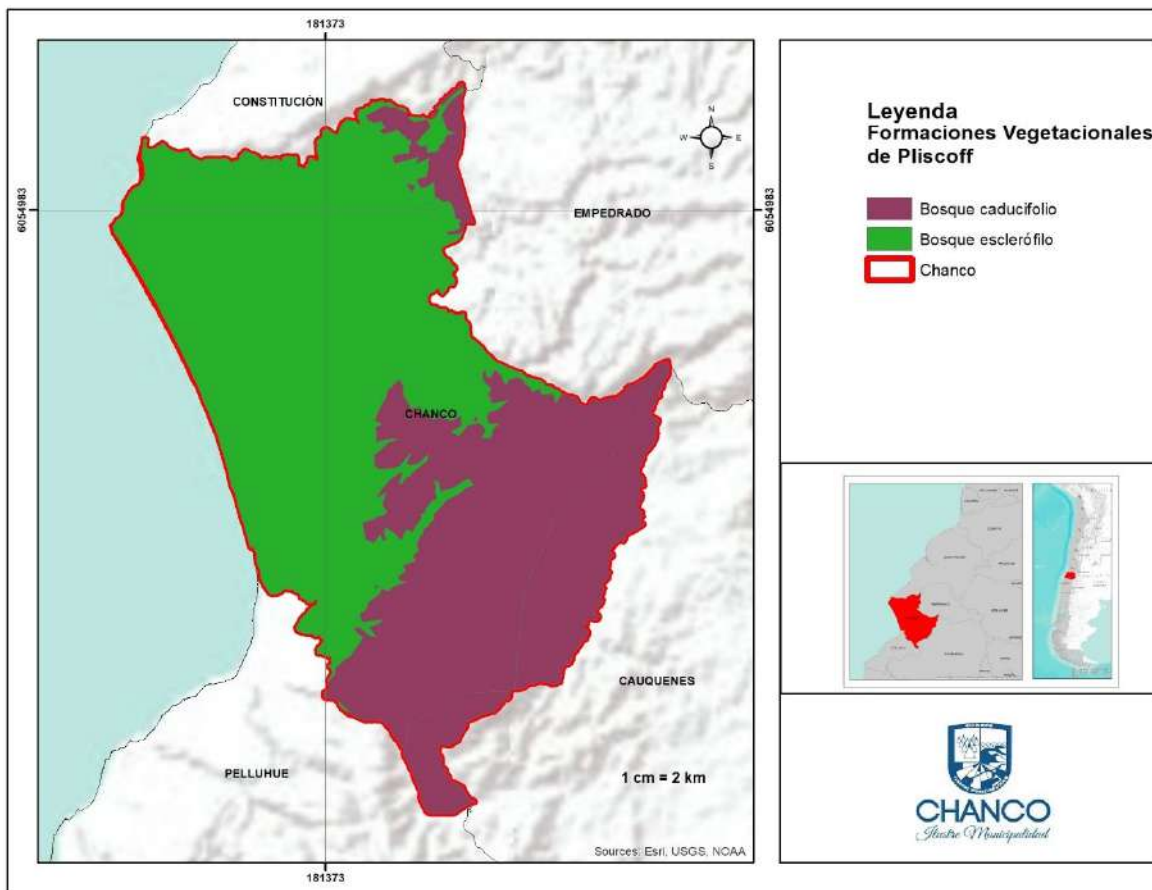 181373
CONSTITUCIÓN
N
W E
S
6054983
6054983
EMPEDRADO
CHANCO
CAUQUENES
PELLUHUE
1 cm = 2 km
Sources: Esri, USGS, NOAA
181373
Leyenda
Formaciones Vegetacionales
de Pliscoff
Bosque caducifolio
Bosque esclerófilo
Chanco
CHANCO
Ilustre Municipalidad